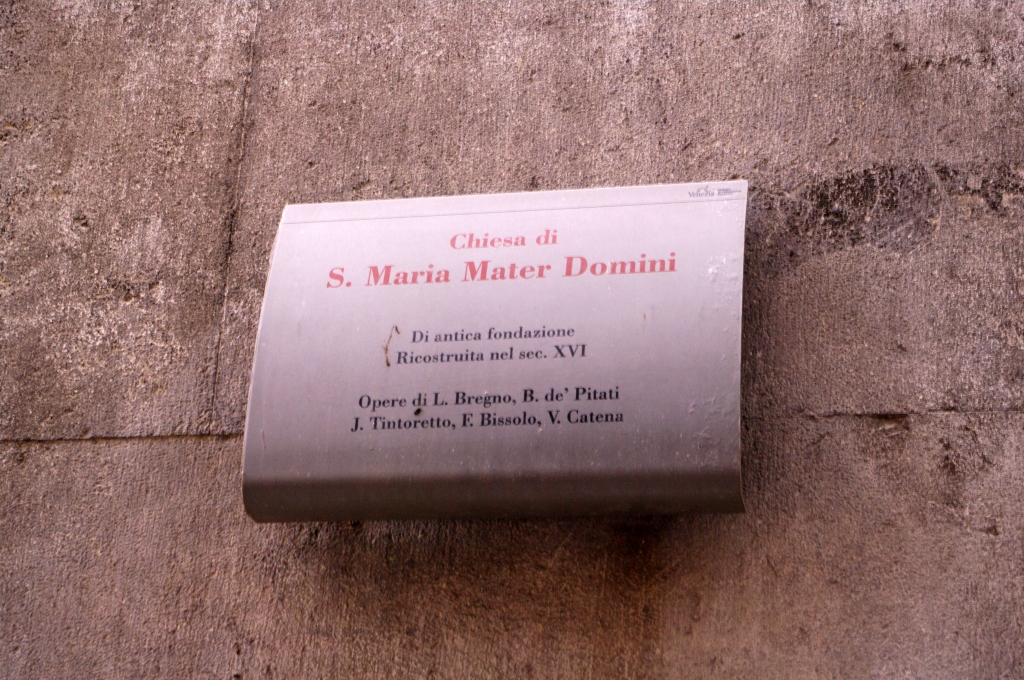 Venezia
Chiesa di
S. Maria Mater Domini
Di antica fondazione
Ricostruita nel sec. XVI
Opere di L. Bregno, B. de' Pitati
J. Tintoretto, F. Bissolo, V. Catena